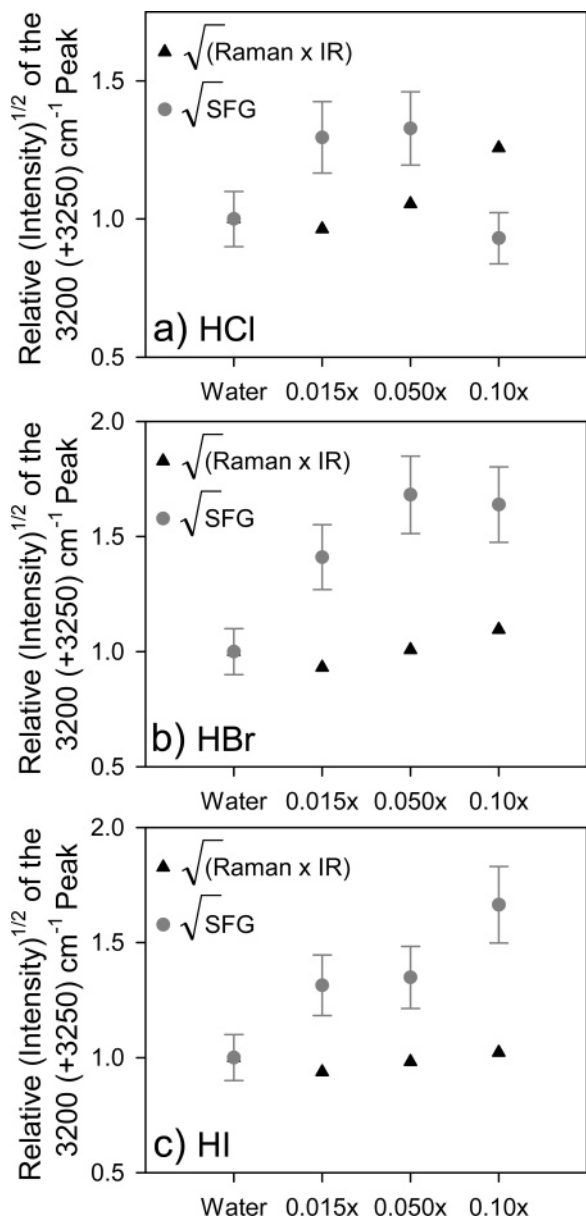 Relative (Intensity)^1/2 of the
3200 (+3250) cm^-1 Peak
1.5
1.0
0.5
▲ √(Raman x IR)
● √SFG
a) HCl
Water 0.015x 0.050x 0.10x
Relative (Intensity)^1/2 of the
3200 (+3250) cm^-1 Peak
2.0
1.5
1.0
0.5
▲ √(Raman x IR)
● √SFG
b) HBr
Water 0.015x 0.050x 0.10x
Relative (Intensity)^1/2 of the
3200 (+3250) cm^-1 Peak
2.0
1.5
1.0
0.5
▲ √(Raman x IR)
● √SFG
c) HI
Water 0.015x 0.050x 0.10x